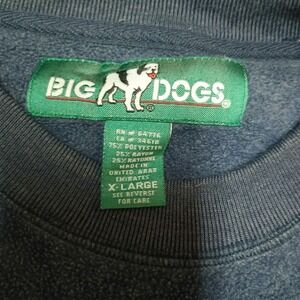 BIG DOGS®
RN # 64776
CA # 34618
75% POLYESTER
25% RAYON
25% RAYONNE
MADE IN
UNITED ARAB
EMIRATES
X-LARGE
SEE REVERSE
FOR CARE